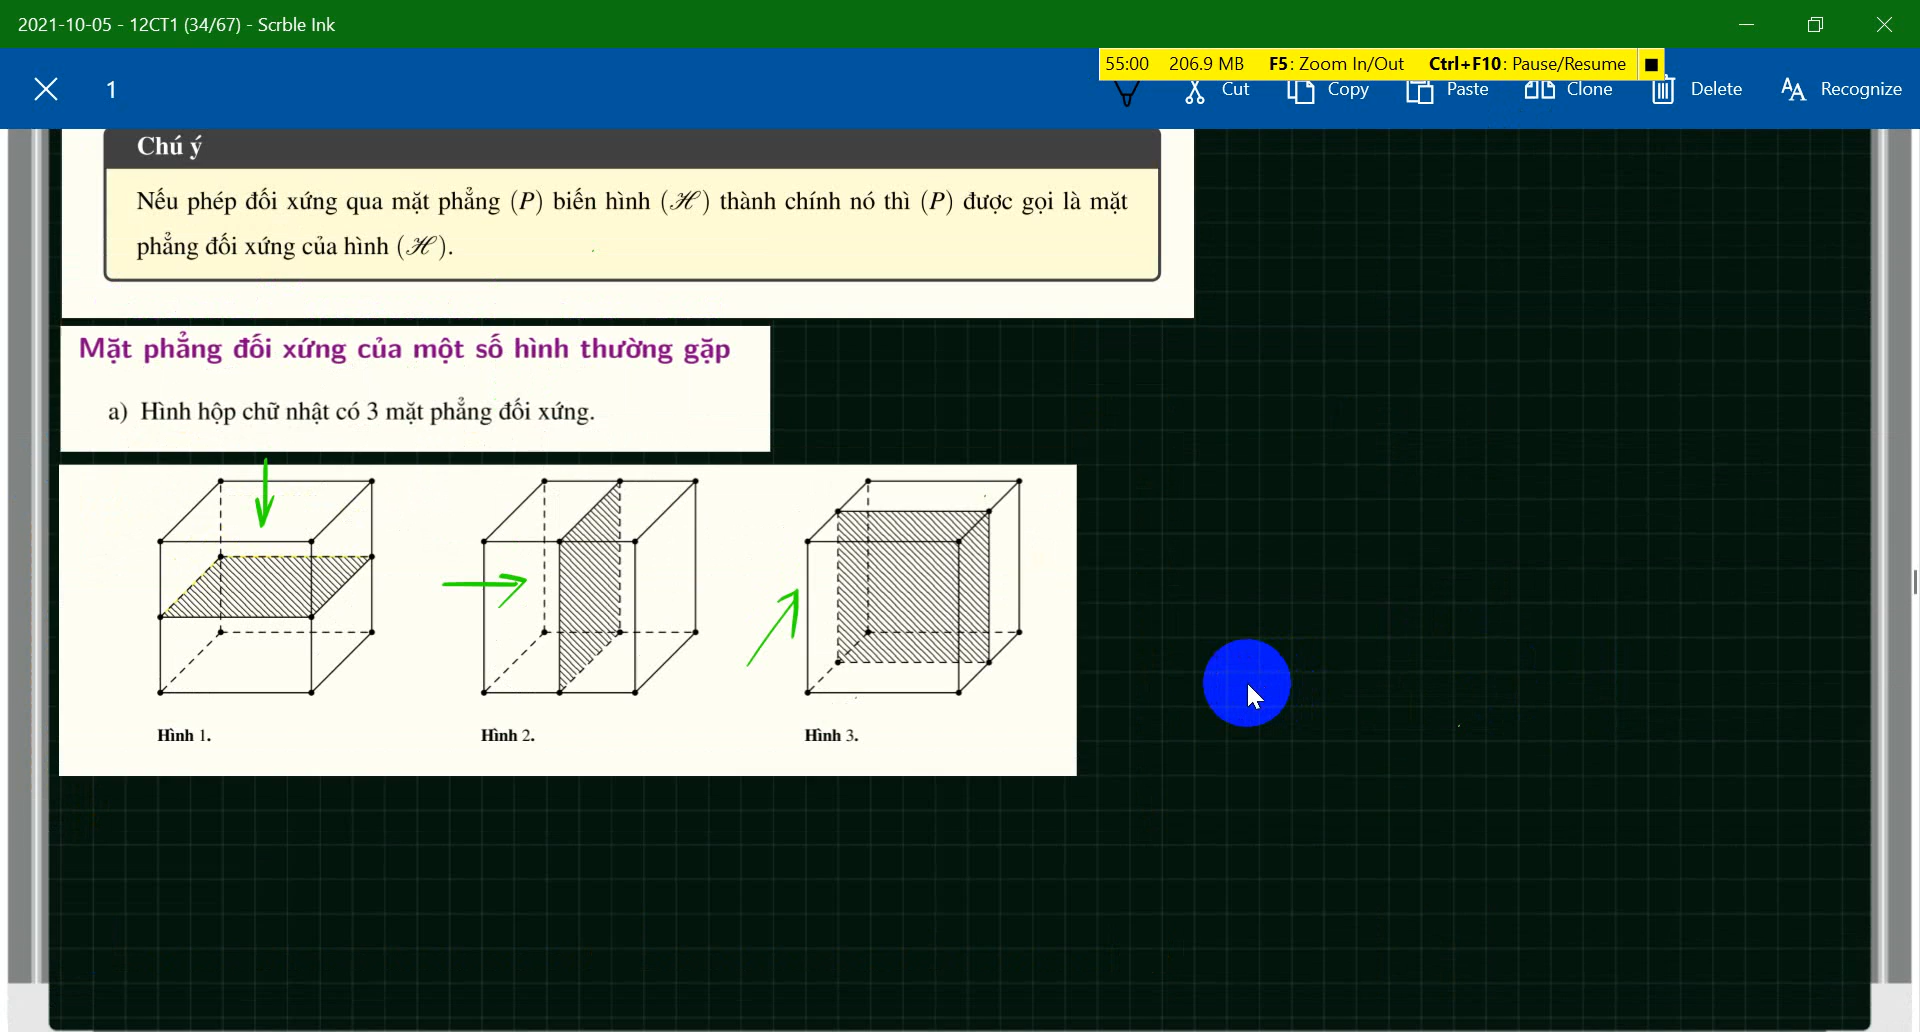 2021-10-05 - 12CT1 (34/67) - Scrble Ink
55:00 206.9 MB F5: Zoom In/Out Ctrl+F10: Pause/Resume
1 Cut Copy Paste Clone Delete Recognize
Chú ý
Nếu phép đối xứng qua mặt phẳng (P) biến hình (ℋ) thành chính nó thì (P) được gọi là mặt
phẳng đối xứng của hình (ℋ).
Mặt phẳng đối xứng của một số hình thường gặp
a) Hình hộp chữ nhật có 3 mặt phẳng đối xứng.
Hình 1. Hình 2. Hình 3.